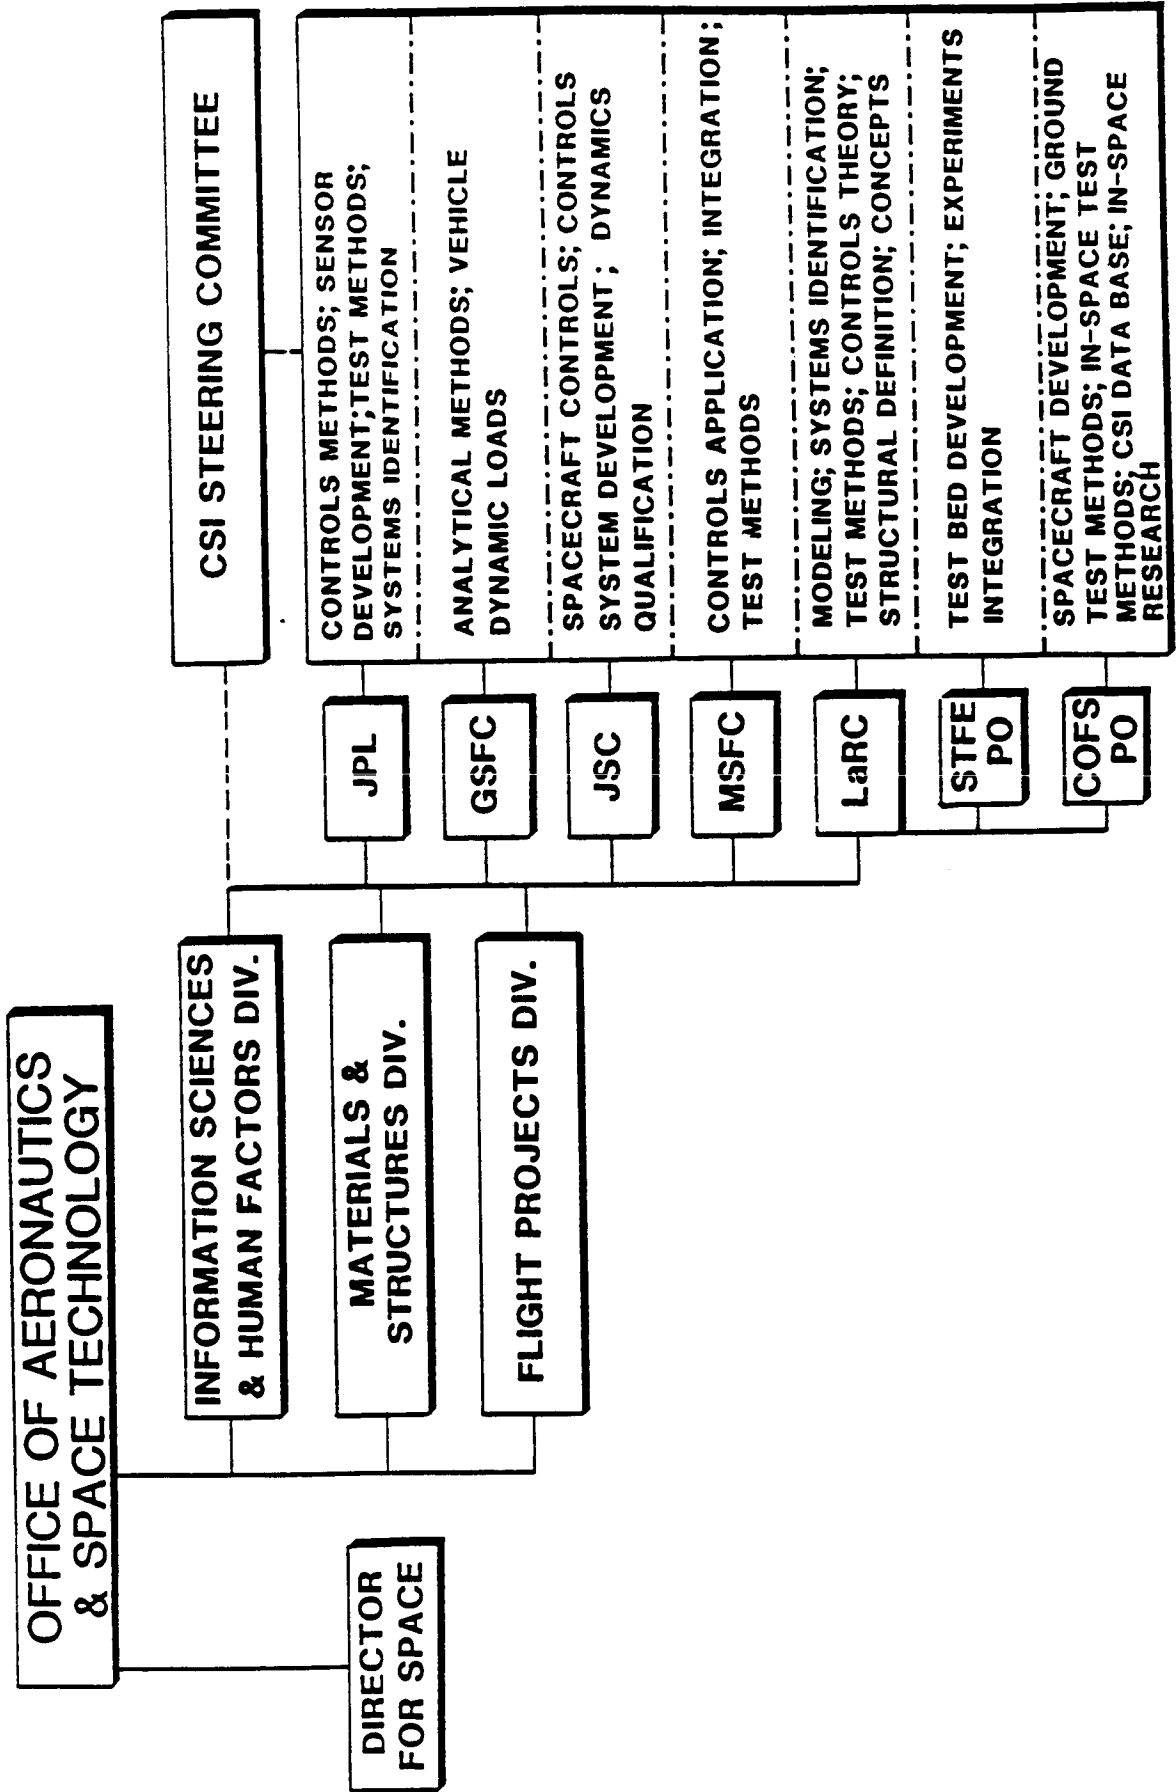 OFFICE OF AERONAUTICS
& SPACE TECHNOLOGY
DIRECTOR
FOR SPACE
INFORMATION SCIENCES
& HUMAN FACTORS DIV.
MATERIALS &
STRUCTURES DIV.
FLIGHT PROJECTS DIV.
CSI STEERING COMMITTEE
JPL
CONTROLS METHODS; SENSOR
DEVELOPMENT;TEST METHODS;
SYSTEMS IDENTIFICATION
GSFC
ANALYTICAL METHODS; VEHICLE
DYNAMIC LOADS
JSC
SPACECRAFT CONTROLS; CONTROLS
SYSTEM DEVELOPMENT; DYNAMICS
QUALIFICATION
MSFC
CONTROLS APPLICATION; INTEGRATION;
TEST METHODS
LaRC
MODELING; SYSTEMS IDENTIFICATION;
TEST METHODS; CONTROLS THEORY;
STRUCTURAL DEFINITION; CONCEPTS
STFE
PO
TEST BED DEVELOPMENT; EXPERIMENTS
INTEGRATION
COFS
PO
SPACECRAFT DEVELOPMENT; GROUND
TEST METHODS; IN-SPACE TEST
METHODS; CSI DATA BASE; IN-SPACE
RESEARCH